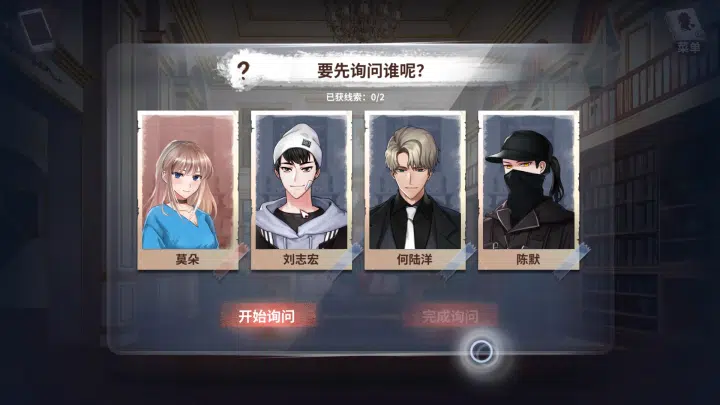 菜单
?
要先询问谁呢?
已获线索：0/2
莫朵
刘志宏
何陆洋
陈默
开始询问
完成询问